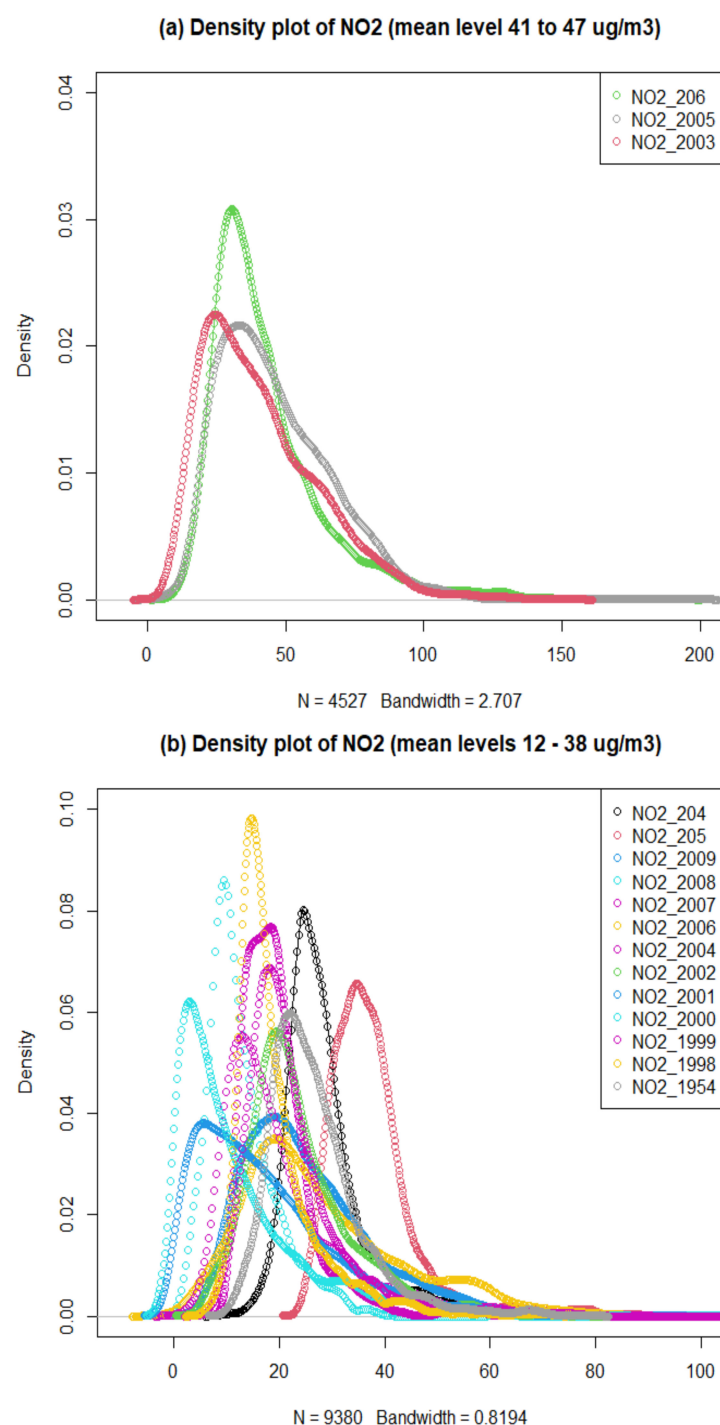 (a) Density plot of NO2 (mean level 41 to 47 ug/m3)
0.04
0.03
0.02
0.01
0.00
Density
NO2_206
NO2_2005
NO2_2003
0 50 100 150 200
N = 4527 Bandwidth = 2.707
(b) Density plot of NO2 (mean levels 12 - 38 ug/m3)
0.10
0.08
0.06
0.04
0.02
0.00
Density
NO2_204
NO2_205
NO2_2009
NO2_2008
NO2_2007
NO2_2006
NO2_2004
NO2_2002
NO2_2001
NO2_2000
NO2_1999
NO2_1998
NO2_1954
0 20 40 60 80 100
N = 9380 Bandwidth = 0.8194